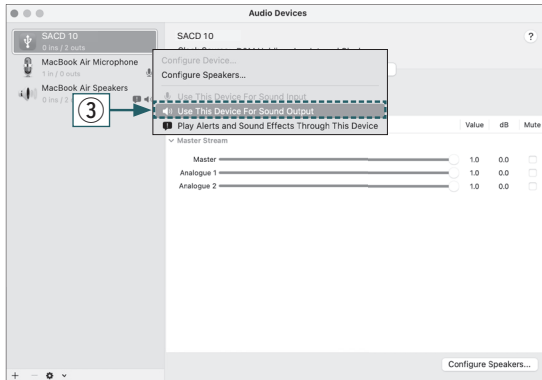 Audio Devices
SACD 10
0 ins / 2 outs
MacBook Air Microphone
1 in / 0 outs
MacBook Air Speakers
0 ins / 2
SACD 10
?
Configure Device...
Configure Speakers...
Use This Device For Sound Input
Use This Device For Sound Output
Play Alerts and Sound Effects Through This Device
3
Value dB Mute
Master Stream
Master 1.0 0.0
Analogue 1 1.0 0.0
Analogue 2 1.0 0.0
Configure Speakers...